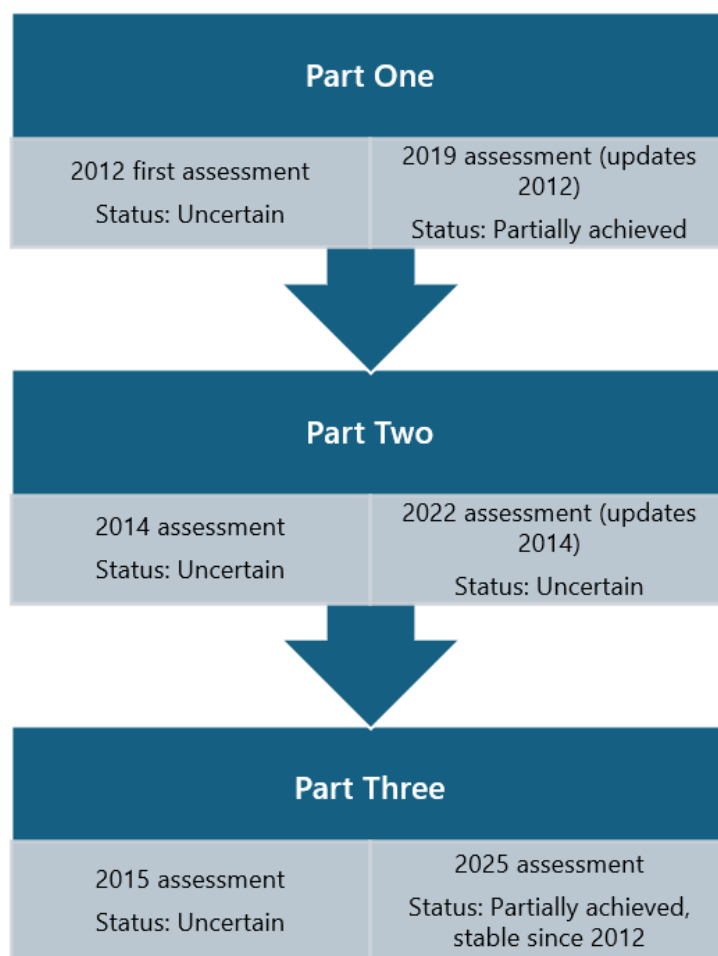 Part One
2012 first assessment
Status: Uncertain
2019 assessment (updates
2012)
Status: Partially achieved
Part Two
2014 assessment
Status: Uncertain
2022 assessment (updates
2014)
Status: Uncertain
Part Three
2015 assessment
Status: Uncertain
2025 assessment
Status: Partially achieved,
stable since 2012